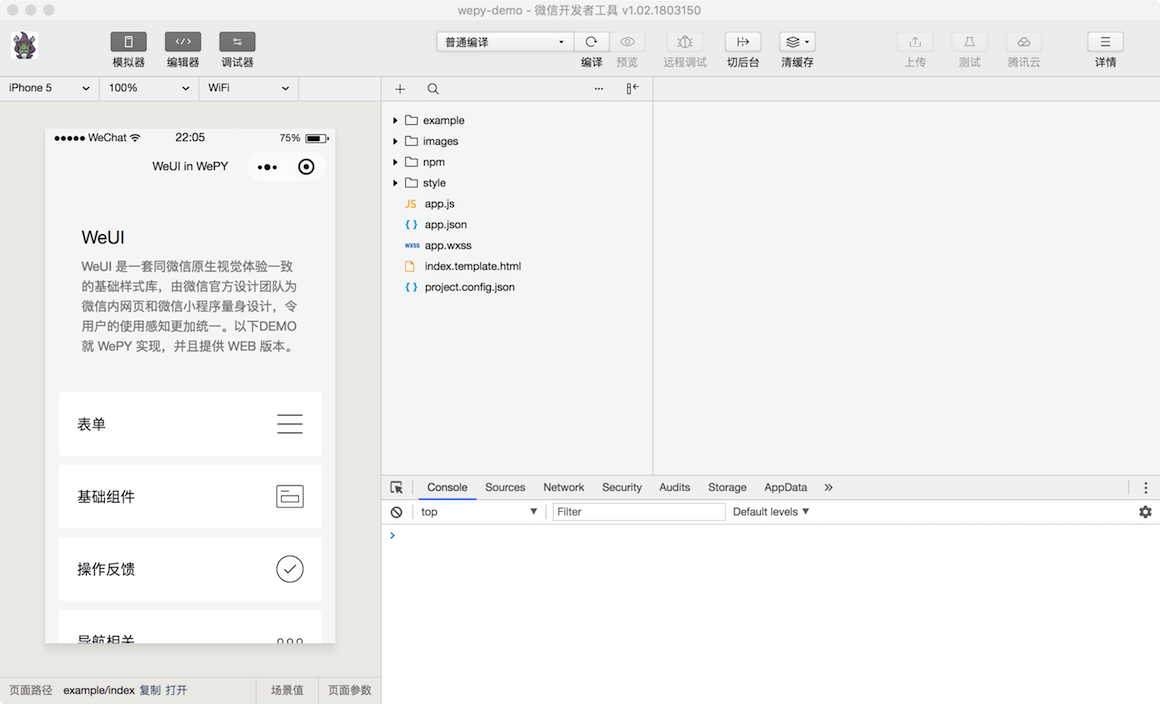 wepy-demo - 微信开发者工具 v1.02.1803150
模拟器 编辑器 调试器 普通编译 编译 预览 远程调试 切后台 清缓存 上传 测试 腾讯云 详情
iPhone 5 100% WiFi
WeChat 22:05 75%
WeUI in WePY
WeUI
WeUI 是一套同微信原生视觉体验一致
的基础样式库，由微信官方设计团队为
微信内网页和微信小程序量身设计，令
用户的使用感知更加统一。以下DEMO
就 WePY 实现，并且提供 WEB 版本。
表单
基础组件
操作反馈
导航相关
页面路径 example/index 复制 打开 场景值 页面参数
example
images
npm
style
JS app.js
{ } app.json
wxss app.wxss
index.template.html
{ } project.config.json
Console Sources Network Security Audits Storage AppData »
top Filter Default levels